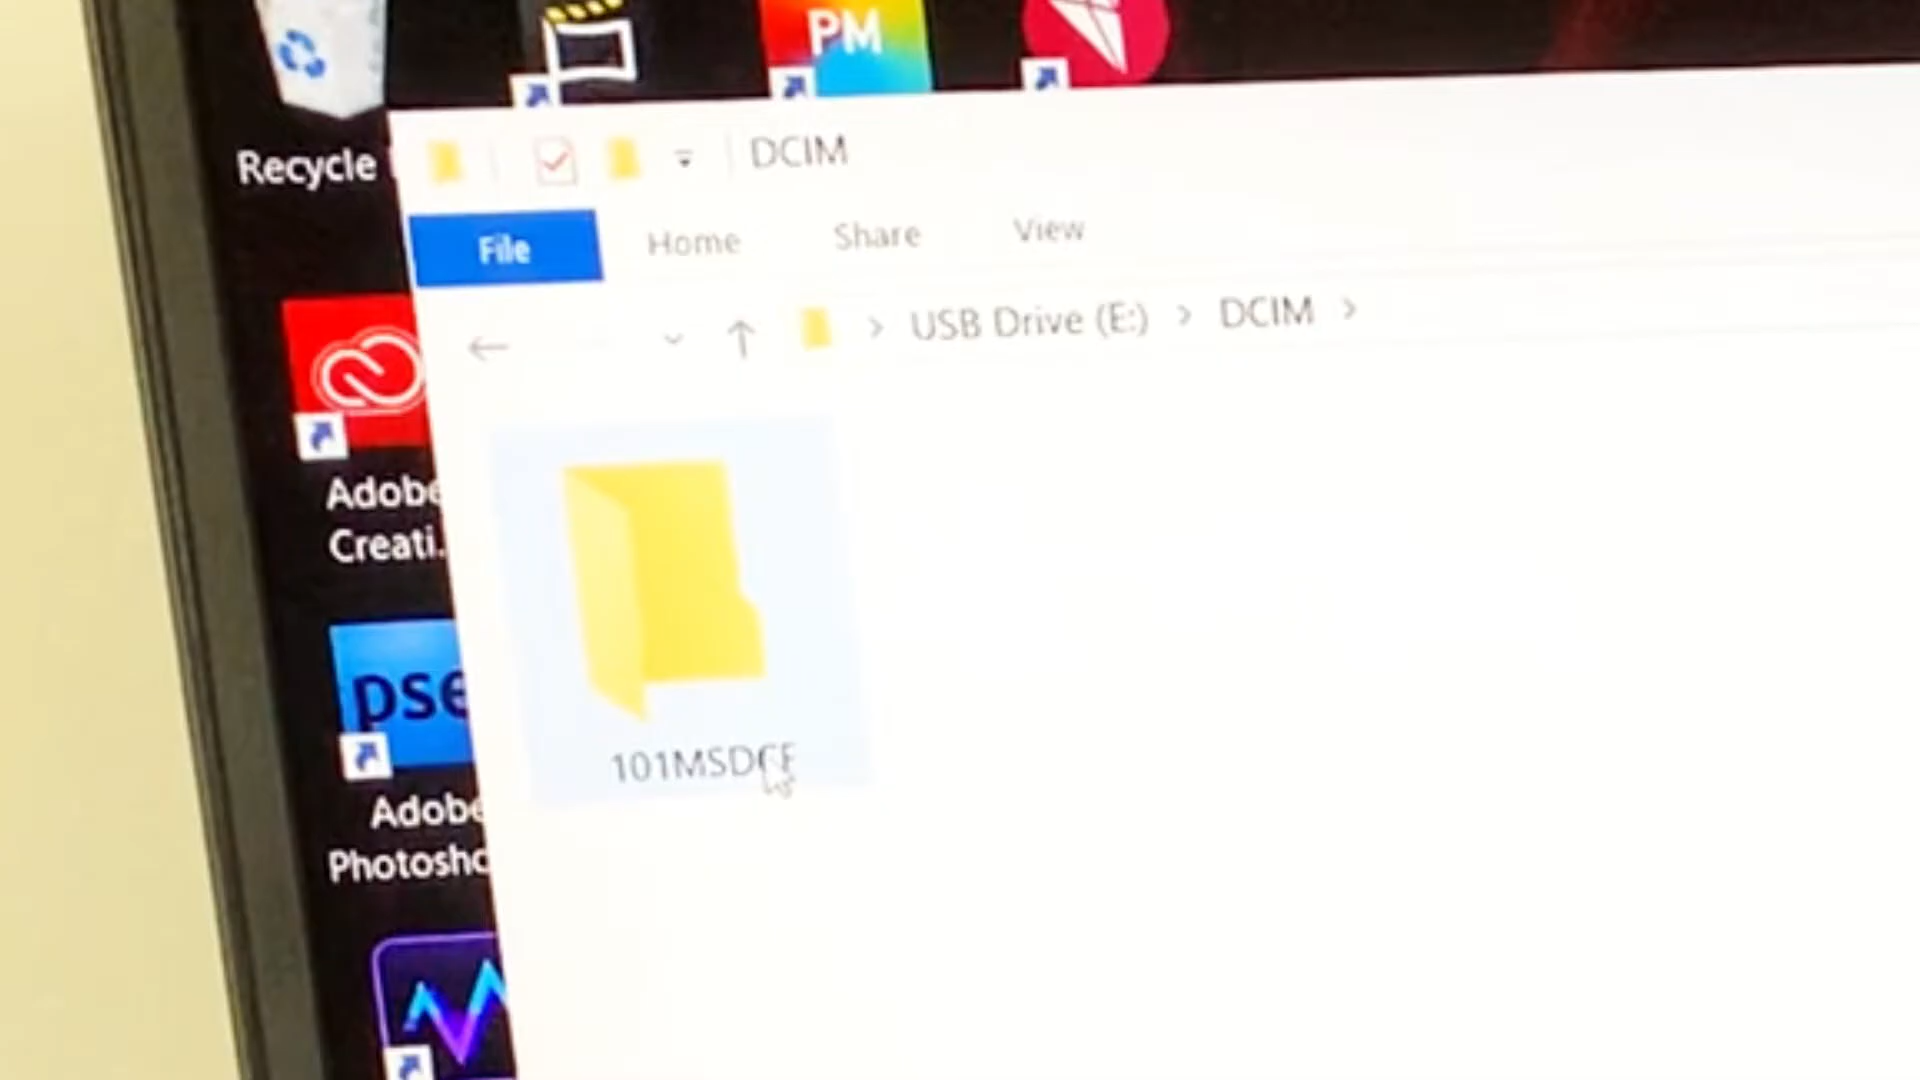 PM
Recycle
DCIM
File Home Share View
USB Drive (E:) > DCIM >
Adobe
Creati.
pse
101MSDCF
Adobe
Photosho